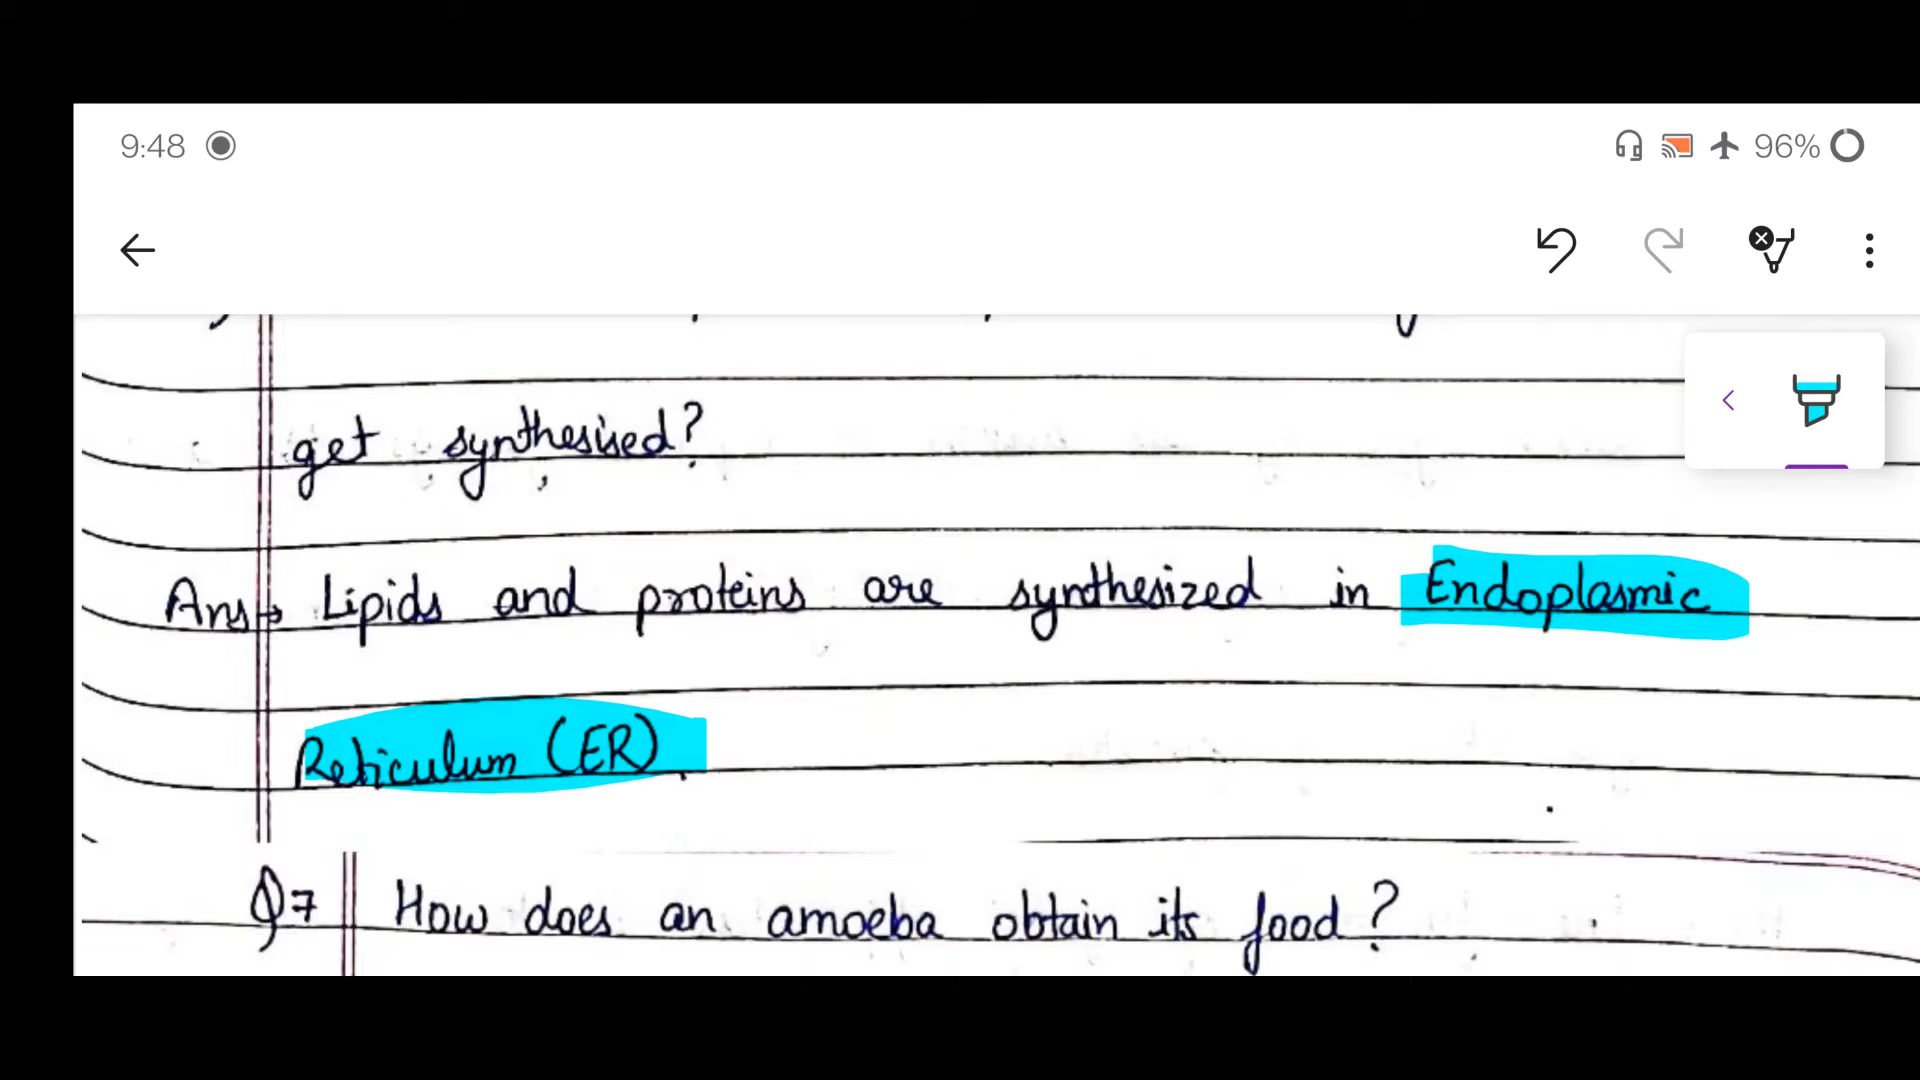 9:48
96%
get synthesised?
Ans→ Lipids and proteins are synthesized in Endoplasmic
Reticulum (ER).
Q7 How does an amoeba obtain its food?